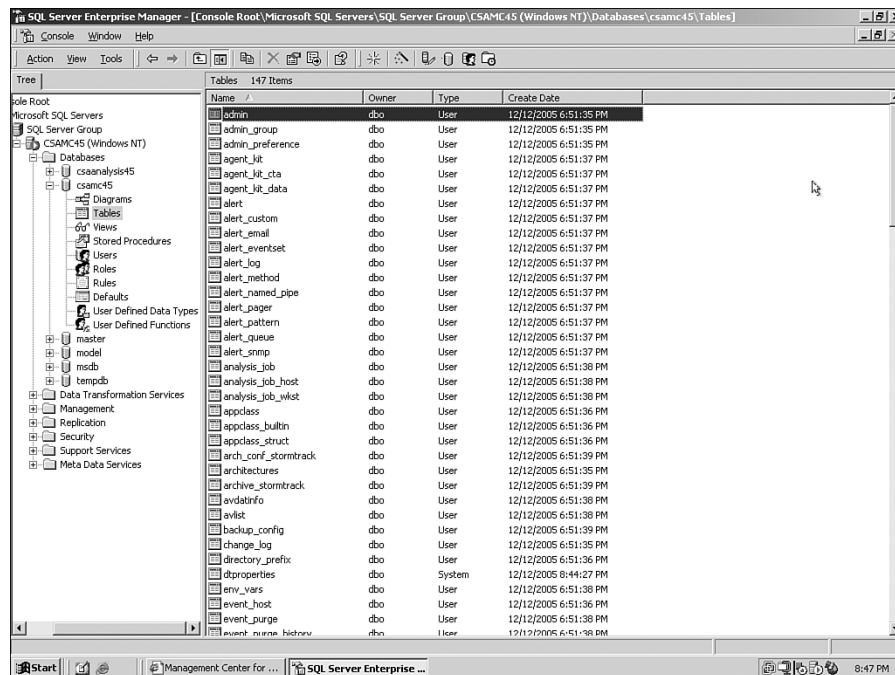 SQL Server Enterprise Manager - [Console Root\Microsoft SQL Servers\SQL Server Group\CSAMC45 (Windows NT)\Databases\csamc45\Tables]
Console Window Help
Action View Tools
Tree
Tables 147 Items
Name Owner Type Create Date
sole Root
Microsoft SQL Servers
SQL Server Group
CSAMC45 (Windows NT)
Databases
csaanalysis45
csamc45
Diagrams
Tables
Views
Stored Procedures
Users
Roles
Rules
Defaults
User Defined Data Types
User Defined Functions
master
model
msdb
tempdb
Data Transformation Services
Management
Replication
Security
Support Services
Meta Data Services
admin dbo User 12/12/2005 6:51:35 PM
admin_group dbo User 12/12/2005 6:51:35 PM
admin_preference dbo User 12/12/2005 6:51:35 PM
agent_kit dbo User 12/12/2005 6:51:37 PM
agent_kit_cta dbo User 12/12/2005 6:51:37 PM
agent_kit_data dbo User 12/12/2005 6:51:37 PM
alert dbo User 12/12/2005 6:51:37 PM
alert_custom dbo User 12/12/2005 6:51:37 PM
alert_email dbo User 12/12/2005 6:51:37 PM
alert_eventset dbo User 12/12/2005 6:51:37 PM
alert_log dbo User 12/12/2005 6:51:37 PM
alert_method dbo User 12/12/2005 6:51:37 PM
alert_named_pipe dbo User 12/12/2005 6:51:37 PM
alert_pager dbo User 12/12/2005 6:51:37 PM
alert_pattern dbo User 12/12/2005 6:51:37 PM
alert_queue dbo User 12/12/2005 6:51:37 PM
alert_snmp dbo User 12/12/2005 6:51:37 PM
analysis_job dbo User 12/12/2005 6:51:38 PM
analysis_job_host dbo User 12/12/2005 6:51:38 PM
analysis_job_wkst dbo User 12/12/2005 6:51:38 PM
appclass dbo User 12/12/2005 6:51:36 PM
appclass_builtin dbo User 12/12/2005 6:51:36 PM
appclass_struct dbo User 12/12/2005 6:51:36 PM
arch_conf_stormtrack dbo User 12/12/2005 6:51:39 PM
architectures dbo User 12/12/2005 6:51:35 PM
archive_stormtrack dbo User 12/12/2005 6:51:39 PM
avdatinfo dbo User 12/12/2005 6:51:38 PM
avlist dbo User 12/12/2005 6:51:38 PM
backup_config dbo User 12/12/2005 6:51:39 PM
change_log dbo User 12/12/2005 6:51:35 PM
directory_prefix dbo User 12/12/2005 6:51:36 PM
dtproperties dbo System 12/12/2005 8:44:27 PM
env_vars dbo User 12/12/2005 6:51:38 PM
event_host dbo User 12/12/2005 6:51:36 PM
event_purge dbo User 12/12/2005 6:51:38 PM
event_purge_history dbo User 12/12/2005 6:51:38 PM
Start Management Center for ... SQL Server Enterprise ... 8:47 PM